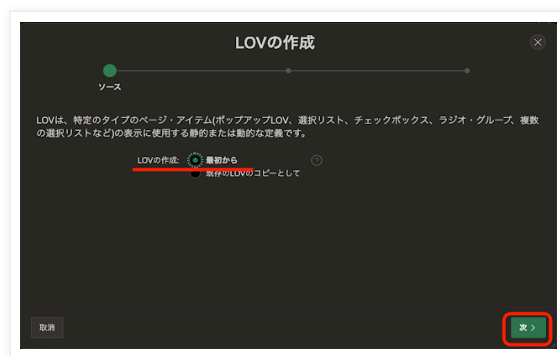 LOVの作成
ソース
LOVは、特定のタイプのページ・アイテム(ポップアップLOV、選択リスト、チェックボックス、ラジオ・グループ、複数
の選択リストなど)の表示に使用する静的または動的な定義です。
LOVの作成: 最初から
既存のLOVのコピーとして
取消
次 >